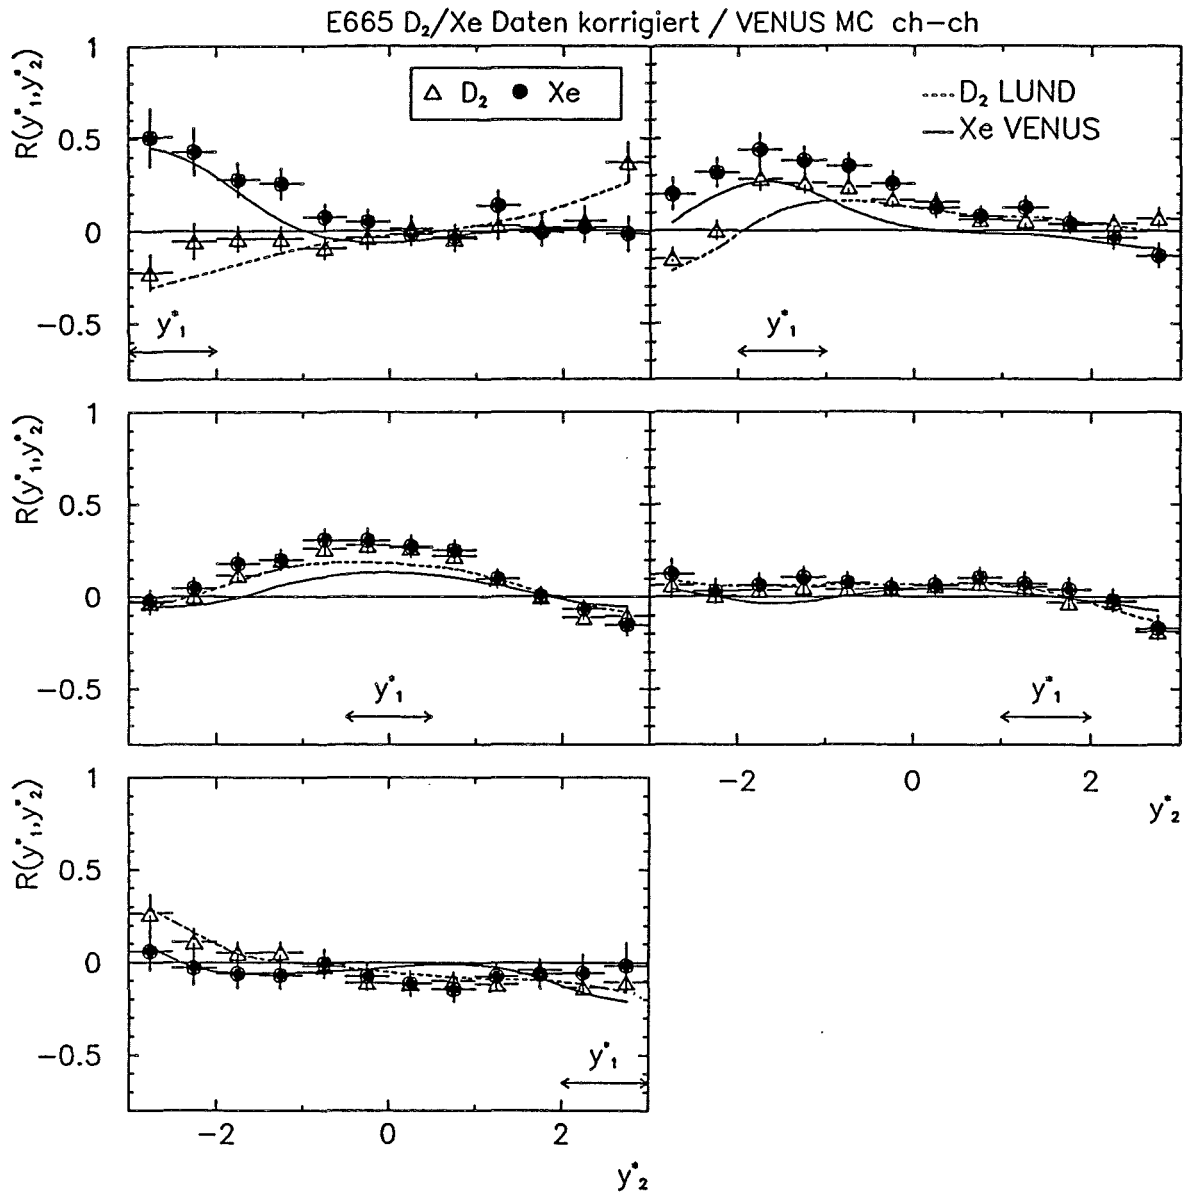 E665 D₂/Xe Daten korrigiert / VENUS MC ch−ch
R(y*₁,y*₂)
1
0.5
0
−0.5
△ D₂ ● Xe
y*₁
D₂ LUND
Xe VENUS
y*₁
R(y*₁,y*₂)
1
0.5
0
−0.5
y*₁
y*₁
−2 0 2
y*₂
R(y*₁,y*₂)
1
0.5
0
−0.5
y*₁
−2 0 2
y*₂